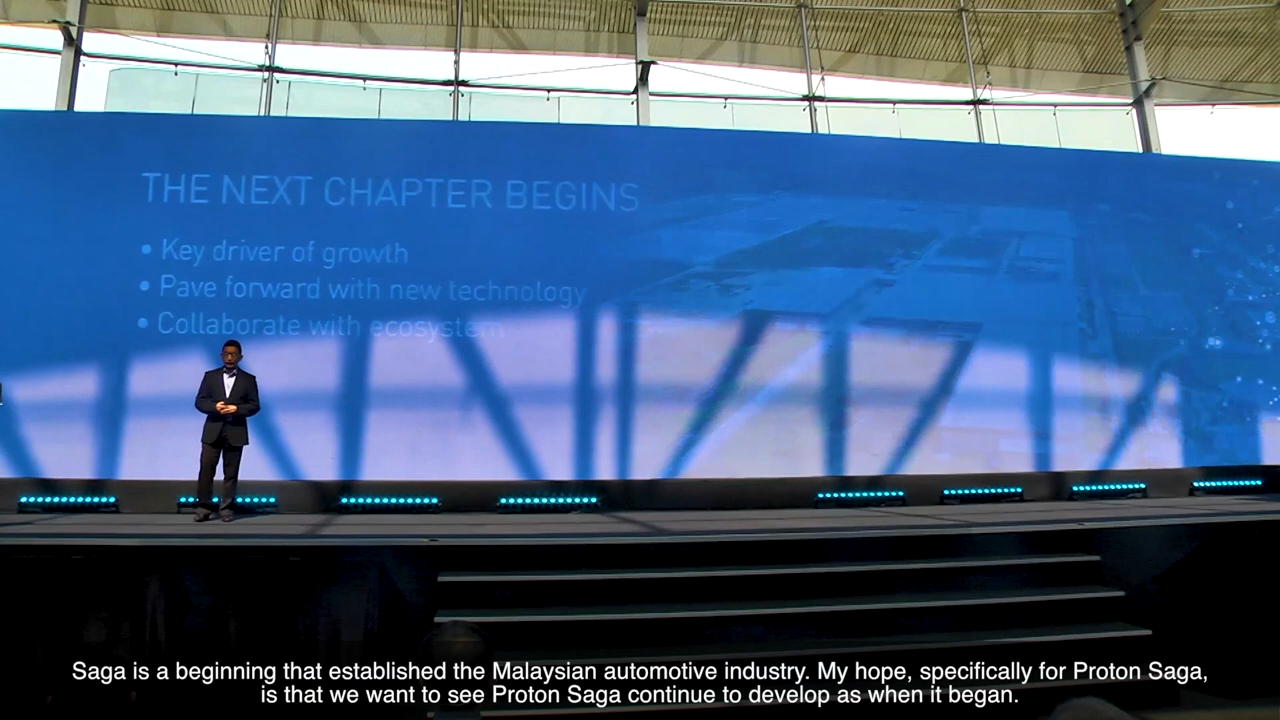 THE NEXT CHAPTER BEGINS
• Key driver of growth
• Pave forward with new technology
• Collaborate with ecosystem
Saga is a beginning that established the Malaysian automotive industry. My hope, specifically for Proton Saga,
is that we want to see Proton Saga continue to develop as when it began.